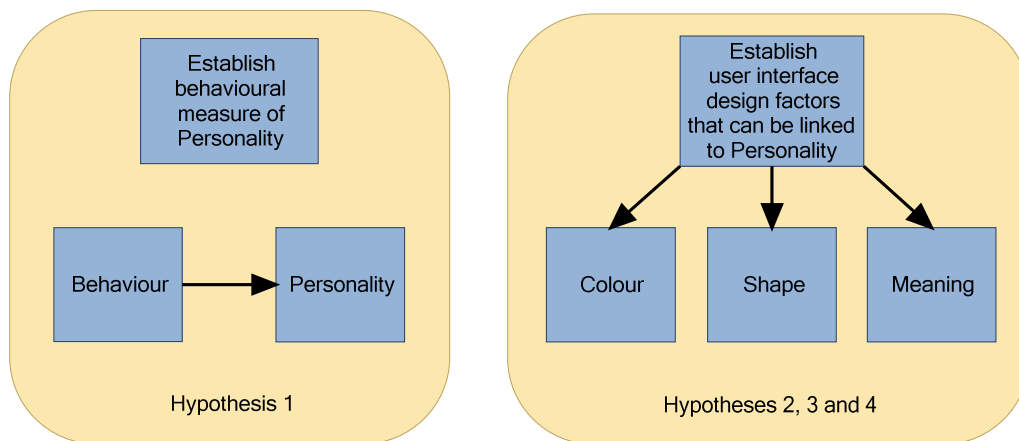 Establish
behavioural
measure of
Personality
Behaviour
Personality
Hypothesis 1
Establish
user interface
design factors
that can be linked
to Personality
Colour
Shape
Meaning
Hypotheses 2, 3 and 4